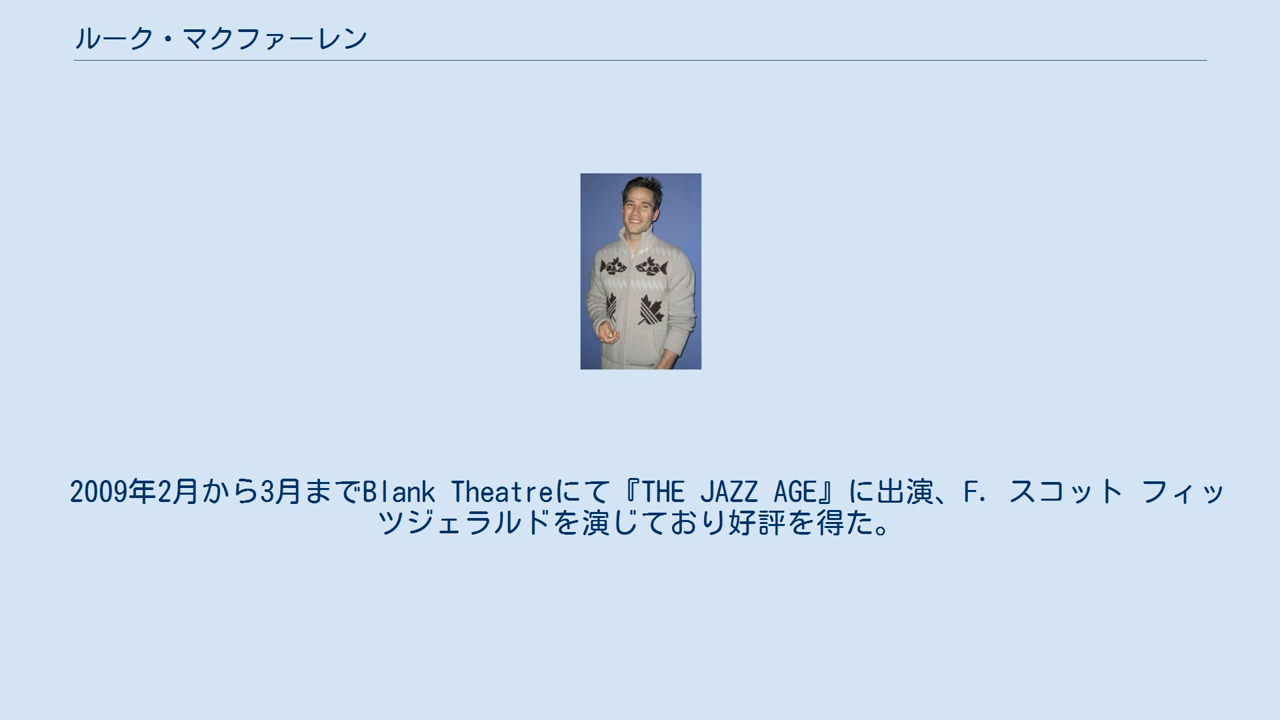 ルーク・マクファーレン
2009年2月から3月までBlank Theatreにて『THE JAZZ AGE』に出演、F. スコット フィッ
ツジェラルドを演じており好評を得た。